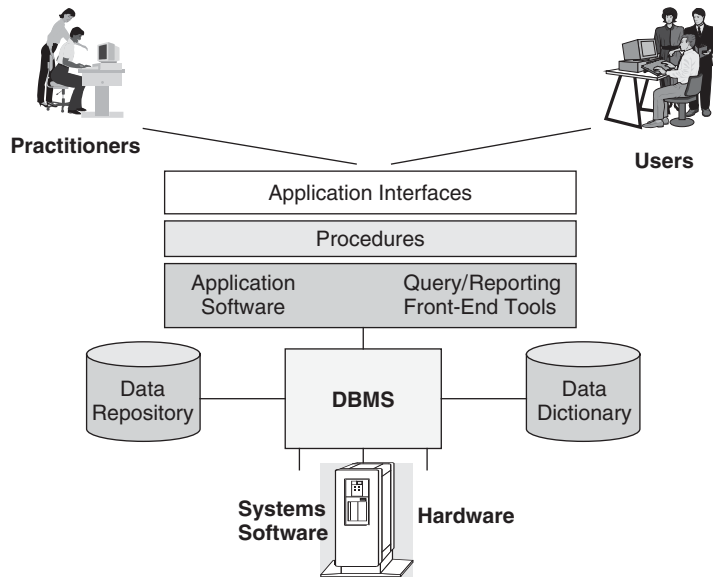 Practitioners
Users
Application Interfaces
Procedures
Application
Software
Query/Reporting
Front-End Tools
Data
Repository
DBMS
Data
Dictionary
Systems
Software
Hardware